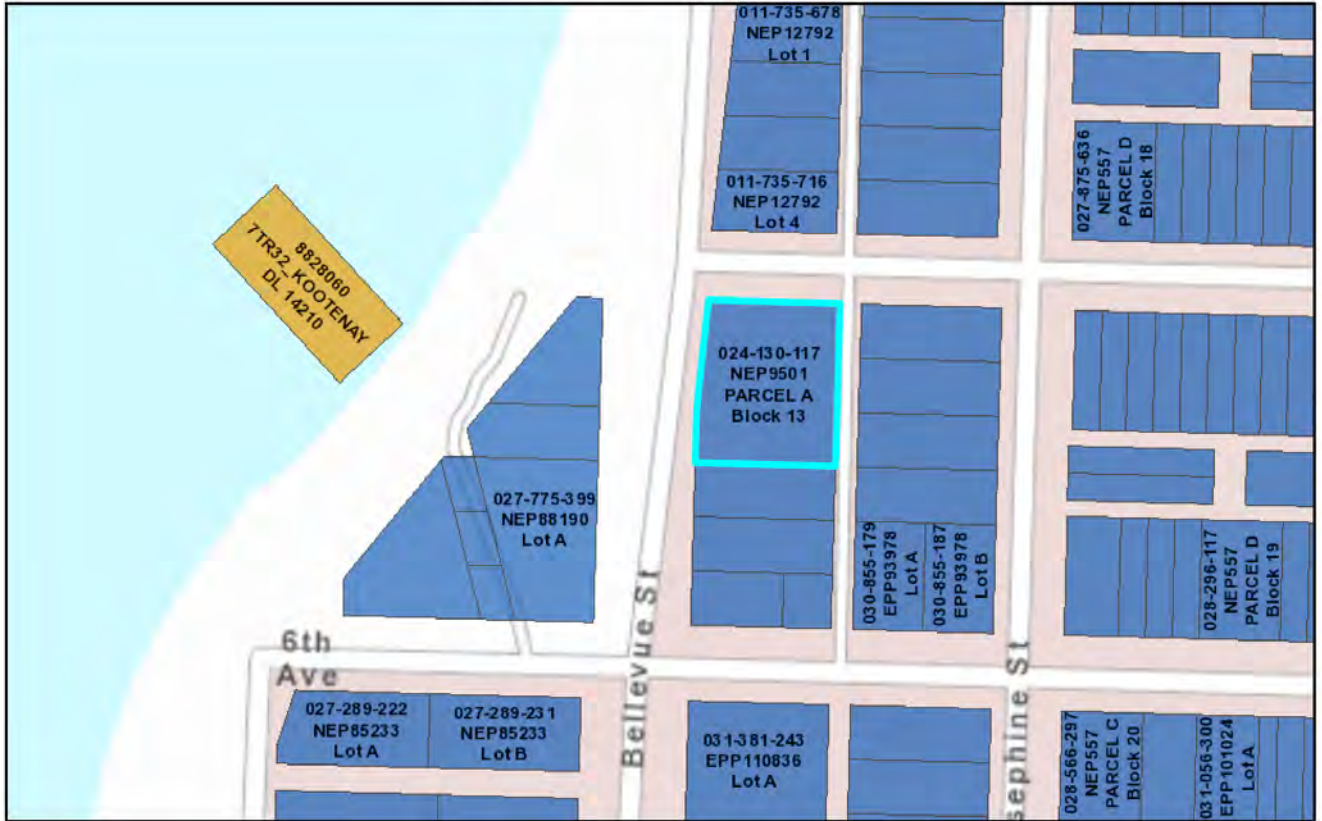 011-735-678
NEP12792
Lot 1
011-735-716
NEP12792
Lot 4
027-875-636
NEP557
PARCEL D
Block 18
8828060
7TR32_KOOTENAY
DL 14210
024-130-117
NEP9501
PARCEL A
Block 13
027-775-399
NEP88190
Lot A
030-855-179
EPP93978
Lot A
030-855-187
EPP93978
Lot B
028-296-117
NEP557
PARCEL D
Block 19
6th
Ave
Bellevue St
sephine St
027-289-222
NEP85233
Lot A
027-289-231
NEP85233
Lot B
031-381-243
EPP110836
Lot A
028-566-297
NEP557
PARCEL C
Block 20
031-056-300
EPP101024
Lot A